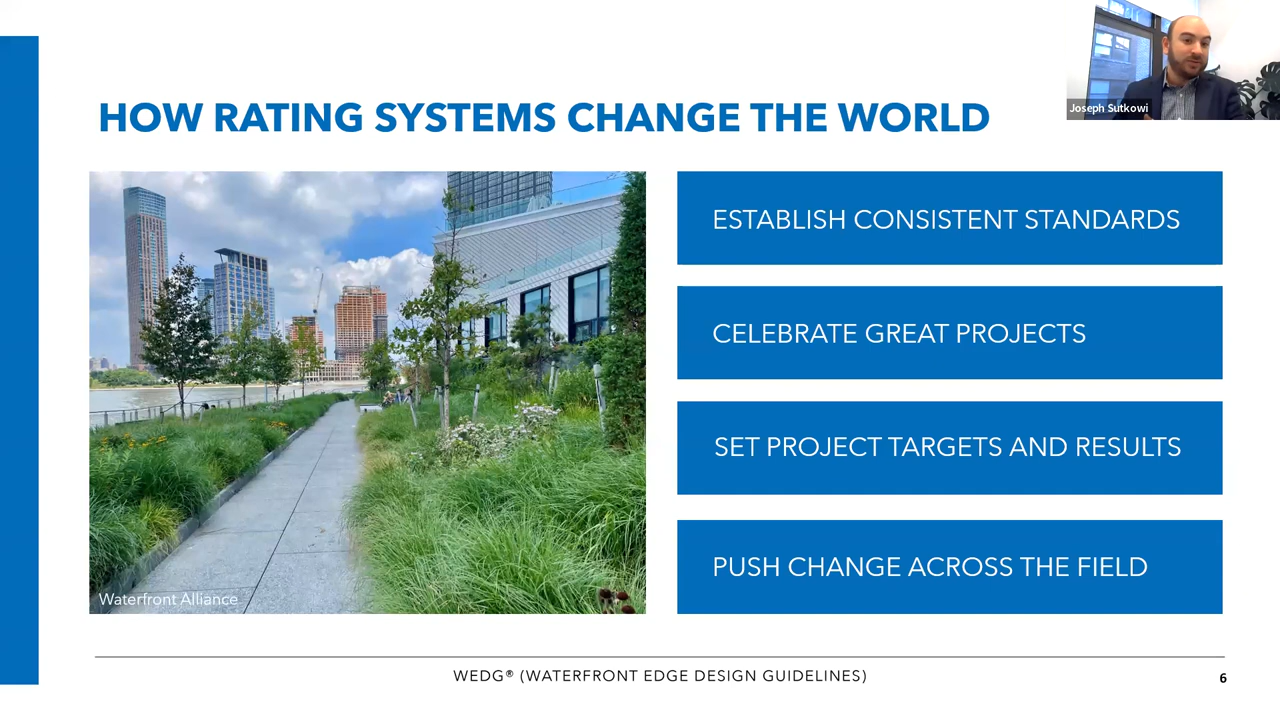 Joseph Sutkowi
HOW RATING SYSTEMS CHANGE THE WORLD
ESTABLISH CONSISTENT STANDARDS
CELEBRATE GREAT PROJECTS
SET PROJECT TARGETS AND RESULTS
PUSH CHANGE ACROSS THE FIELD
Waterfront Alliance
WEDG® (WATERFRONT EDGE DESIGN GUIDELINES)
6